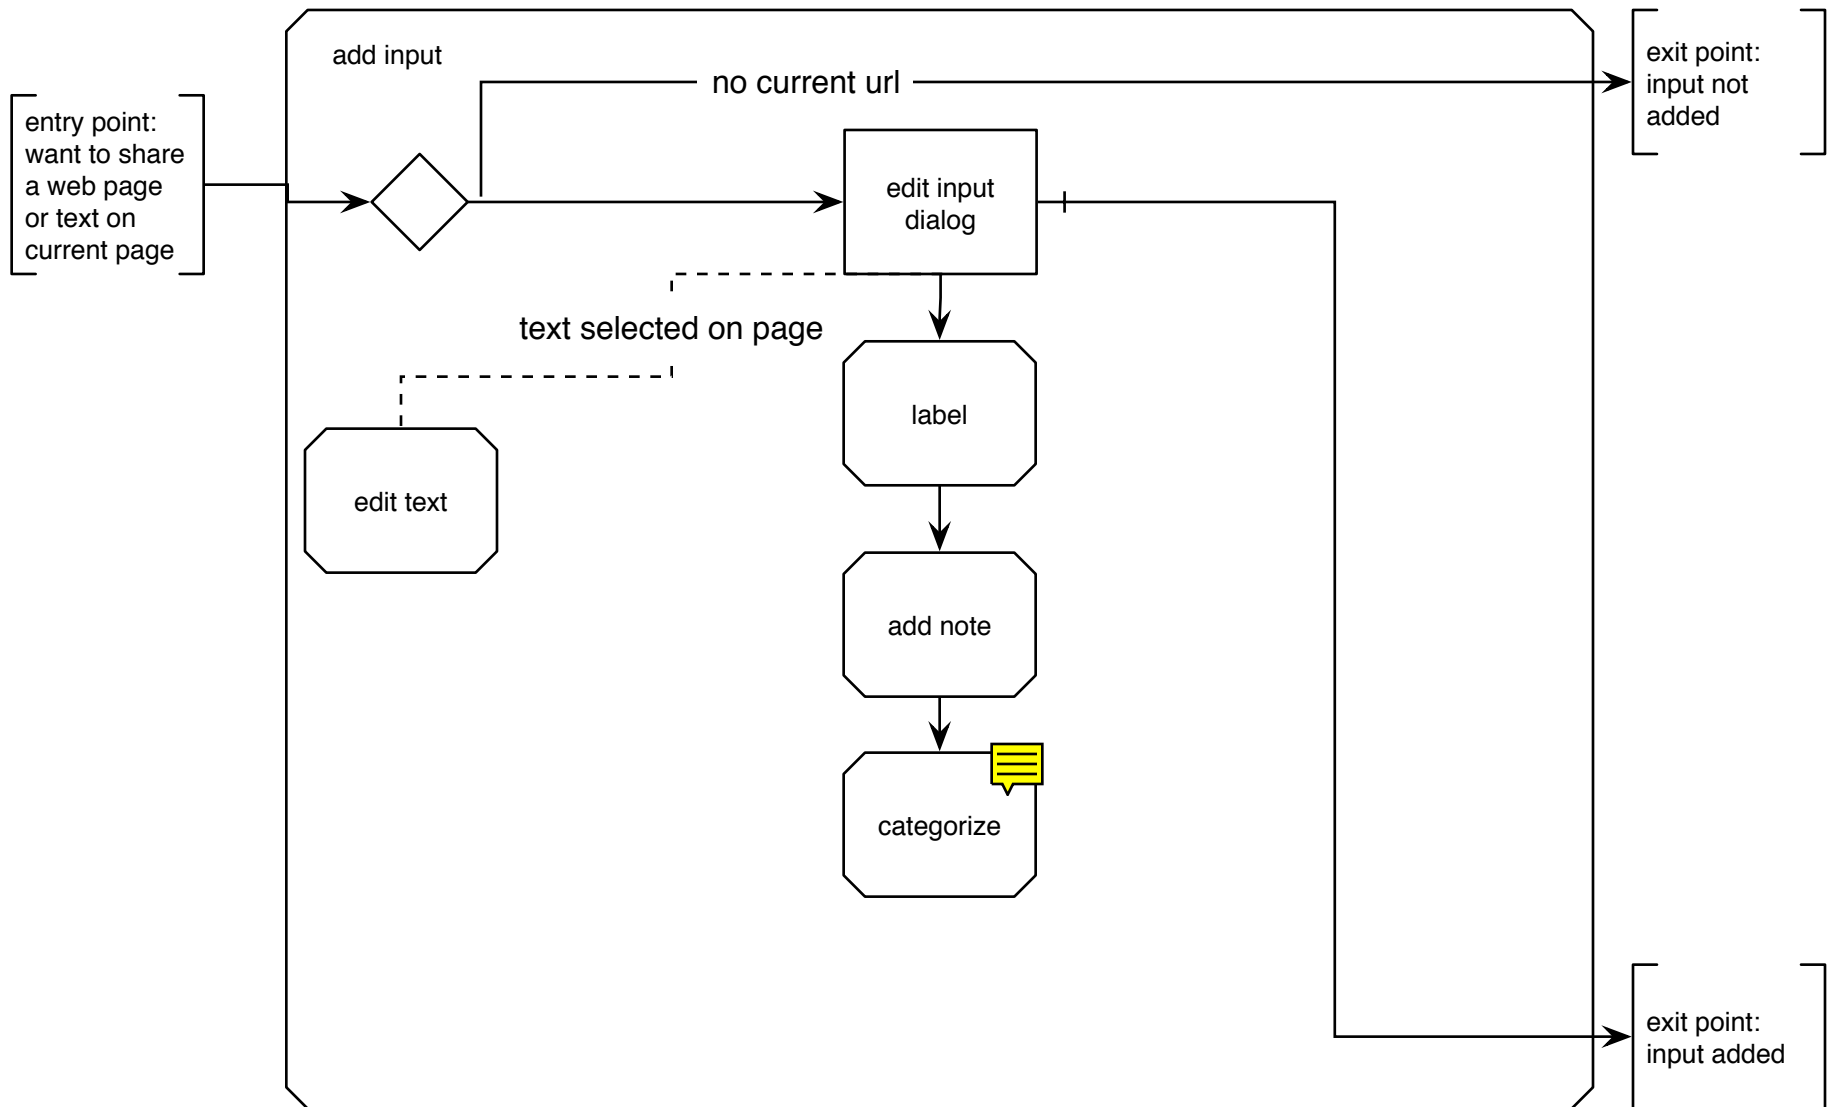 add input
no current url
exit point:
input not
added
entry point:
want to share
a web page
or text on
current page
edit input
dialog
text selected on page
label
edit text
add note
categorize
exit point:
input added